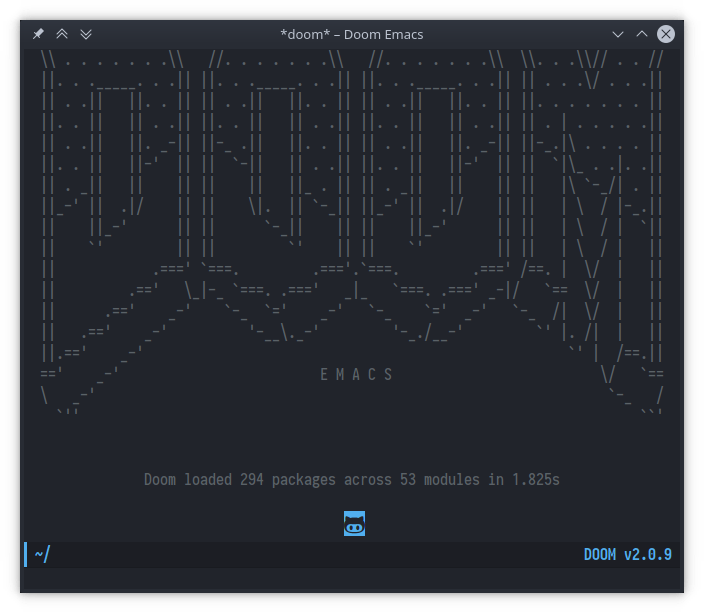 *doom* – Doom Emacs
E M A C S
Doom loaded 294 packages across 53 modules in 1.825s
~/
DOOM v2.0.9